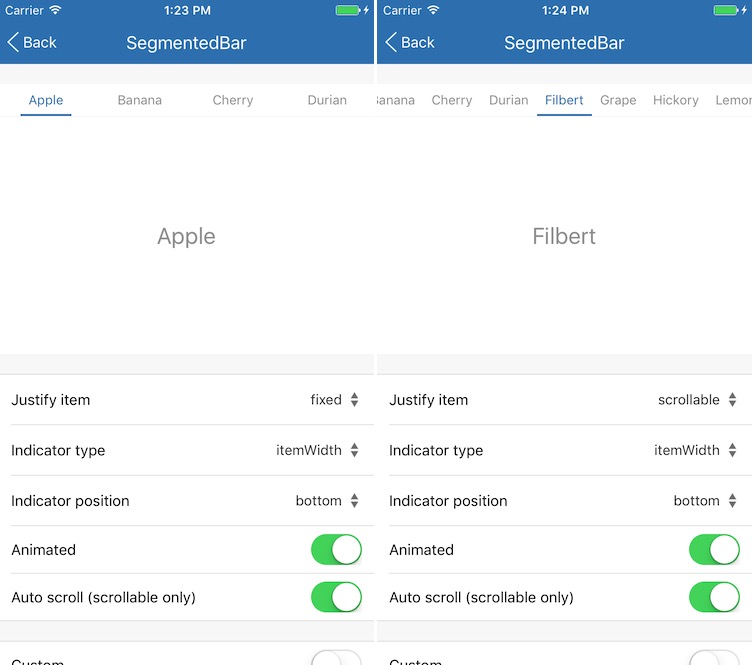 Carrier 1:23 PM
Back SegmentedBar
Apple Banana Cherry Durian
Apple
Justify item fixed
Indicator type itemWidth
Indicator position bottom
Animated
Auto scroll (scrollable only)
Custom
Carrier 1:24 PM
Back SegmentedBar
Banana Cherry Durian Filbert Grape Hickory Lemon
Filbert
Justify item scrollable
Indicator type itemWidth
Indicator position bottom
Animated
Auto scroll (scrollable only)
Custom